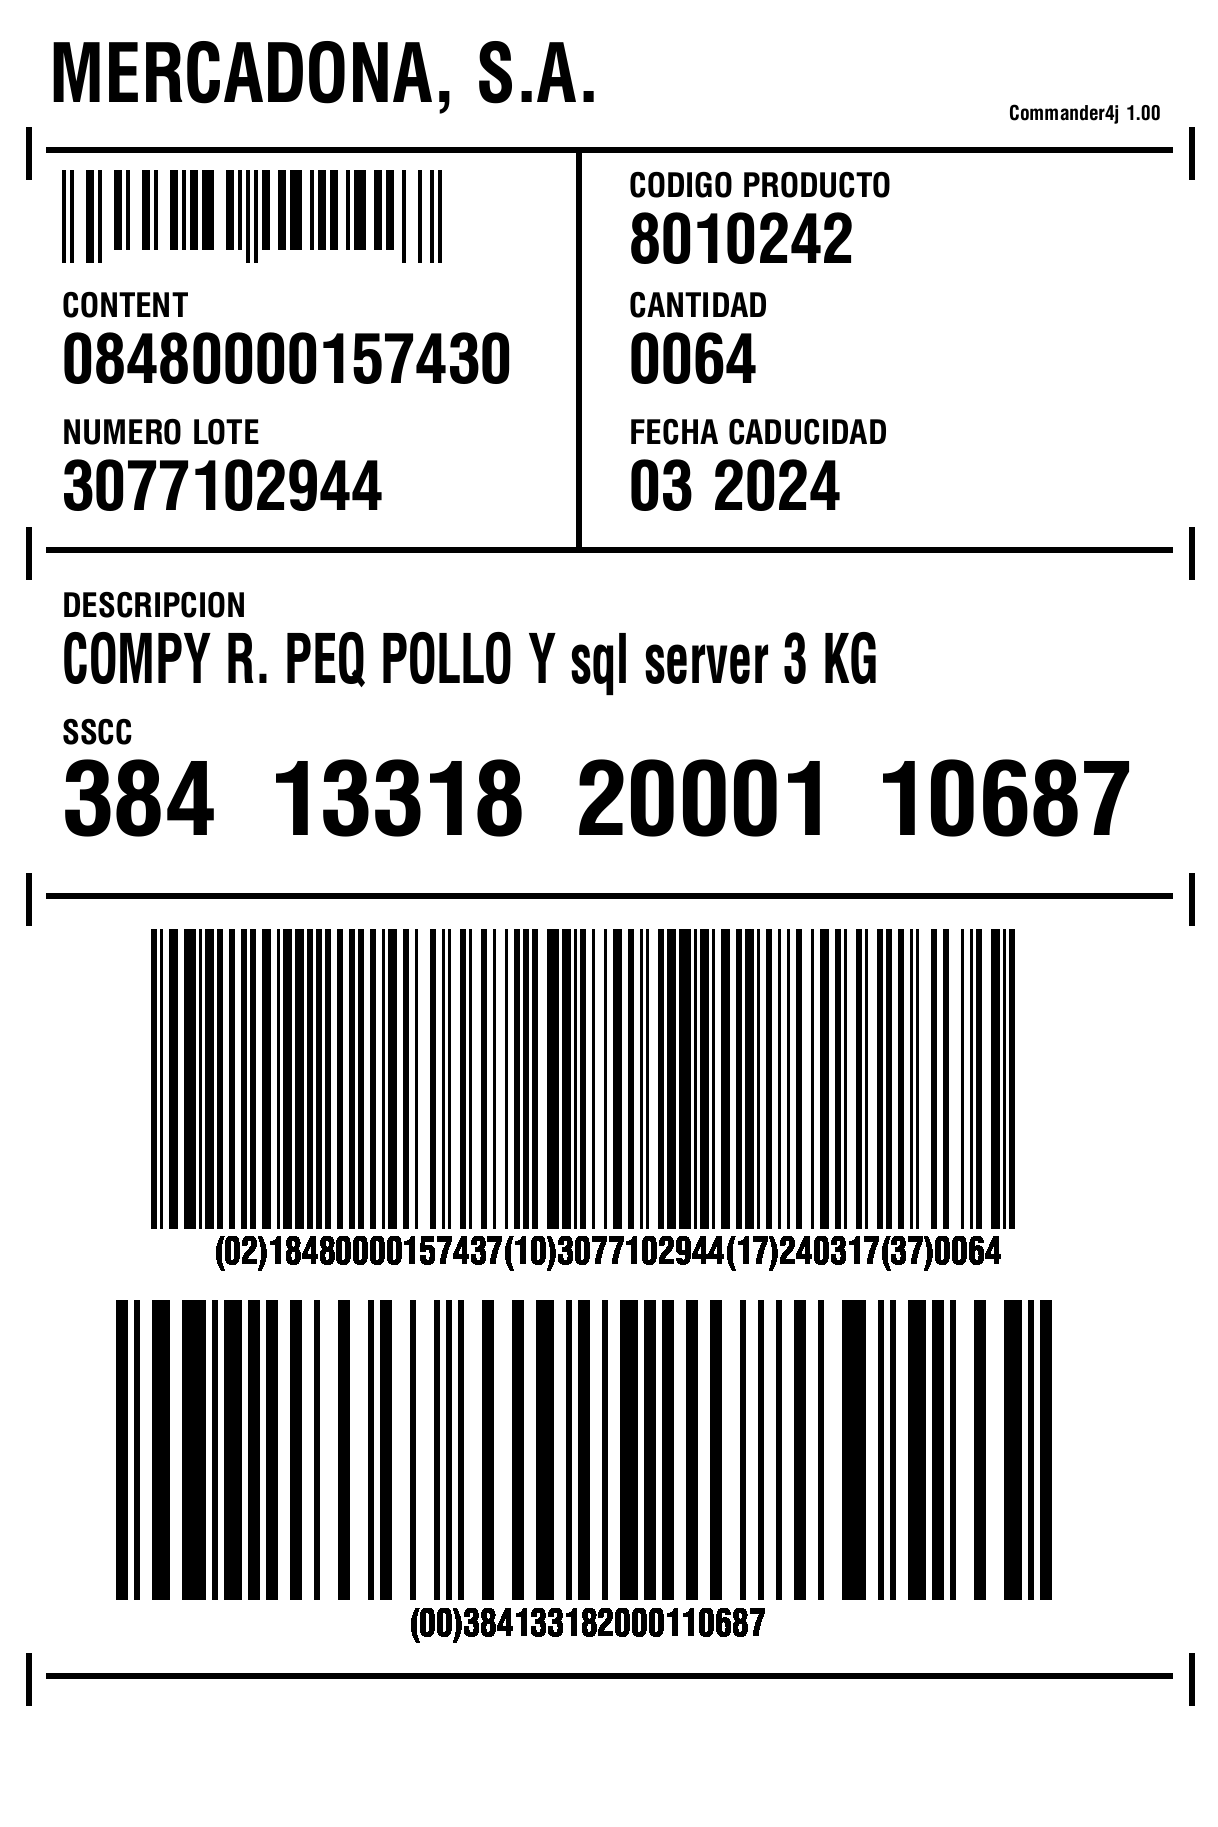 MERCADONA, S.A.
Commander4j 1.00
CODIGO PRODUCTO
8010242
CONTENT
08480000157430
CANTIDAD
0064
NUMERO LOTE
3077102944
FECHA CADUCIDAD
03 2024
DESCRIPCION
COMPY R. PEQ POLLO Y sql server 3 KG
SSCC
384 13318 20001 10687
(02)18480000157437(10)3077102944(17)240317(37)0064
(00)384133182000110687